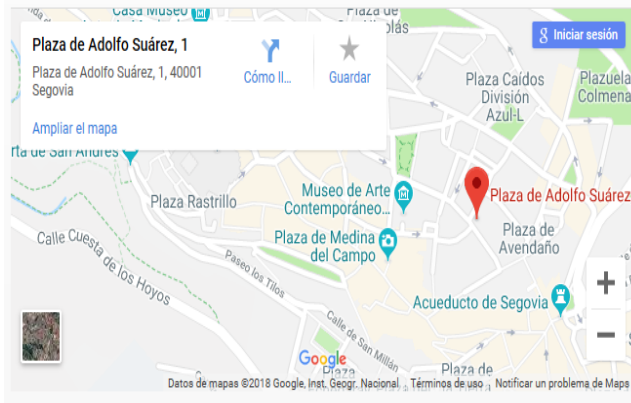 Casa Museo
Plaza de
Nicolás
Plaza de Adolfo Suárez, 1
Plaza de Adolfo Suárez, 1, 40001
Segovia
Ampliar el mapa
Cómo ll...
Guardar
Iniciar sesión
Plaza Caídos
División
Azul-L
Plazuela
Colmena
rta de San Andrés
Plaza Rastrillo
Museo de Arte
Contemporáneo...
Plaza de Adolfo Suárez
Plaza de Medina
del Campo
Plaza de
Avendaño
Calle Cuesta de los Hoyos
Paseo los Tilos
Acueducto de Segovia
Calle de San Millán
Google
Plaza
Plaza de
Datos de mapas ©2018 Google, Inst. Geogr. Nacional
Términos de uso
Notificar un problema de Maps